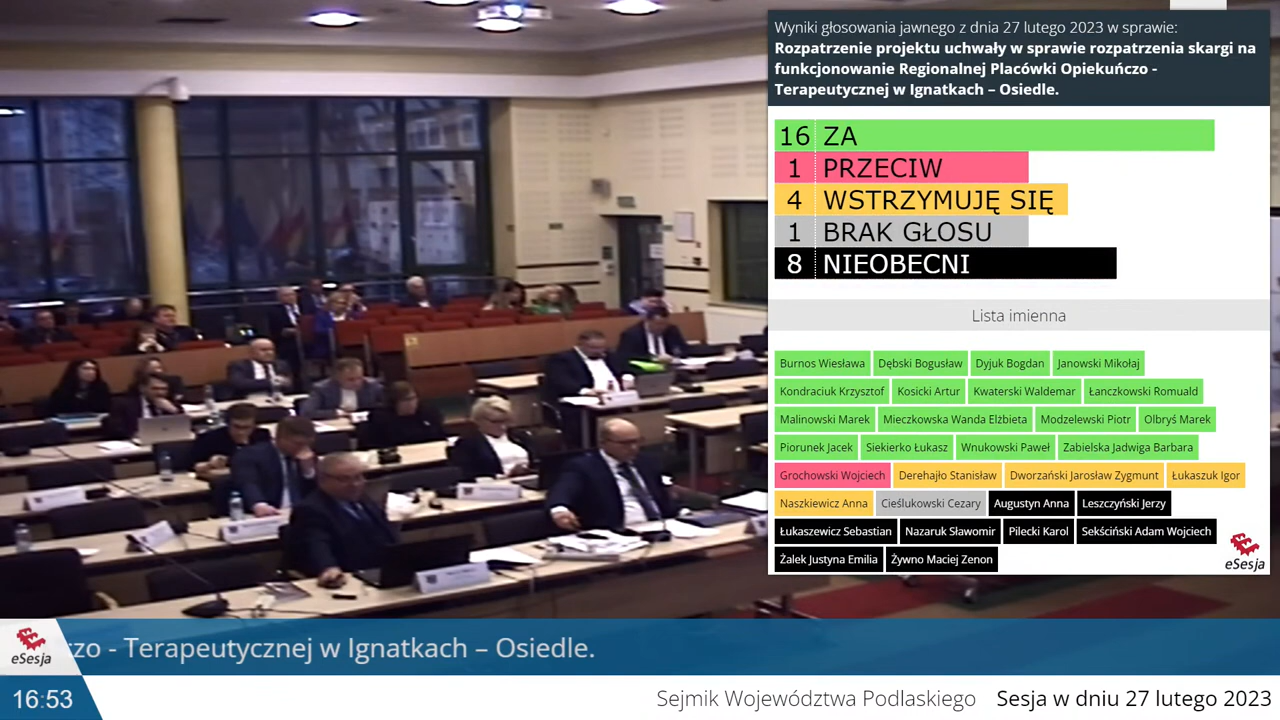 Wyniki głosowania jawnego z dnia 27 lutego 2023 w sprawie:
Rozpatrzenie projektu uchwały w sprawie rozpatrzenia skargi na
funkcjonowanie Regionalnej Placówki Opiekuńczo -
Terapeutycznej w Ignatkach – Osiedle.
16 ZA
1 PRZECIW
4 WSTRZYMUJĘ SIĘ
1 BRAK GŁOSU
8 NIEOBECNI
Lista imienna
Burnos Wiesława Dębski Bogusław Dyjuk Bogdan Janowski Mikołaj
Kondraciuk Krzysztof Kosicki Artur Kwaterski Waldemar Łanczkowski Romuald
Malinowski Marek Mieczkowska Wanda Elżbieta Modzelewski Piotr Olbryś Marek
Piorunek Jacek Siekierko Łukasz Wnukowski Paweł Zabielska Jadwiga Barbara
Grochowski Wojciech Derehajło Stanisław Dworzański Jarosław Zygmunt Łukaszuk Igor
Naszkiewicz Anna Cieślukowski Cezary Augustyn Anna Leszczyński Jerzy
Łukaszewicz Sebastian Nazaruk Sławomir Pilecki Karol Sekściński Adam Wojciech
Żalek Justyna Emilia Żywno Maciej Zenon
eSesja
eSesja
zo - Terapeutycznej w Ignatkach – Osiedle.
16:53
Sejmik Województwa Podlaskiego Sesja w dniu 27 lutego 2023